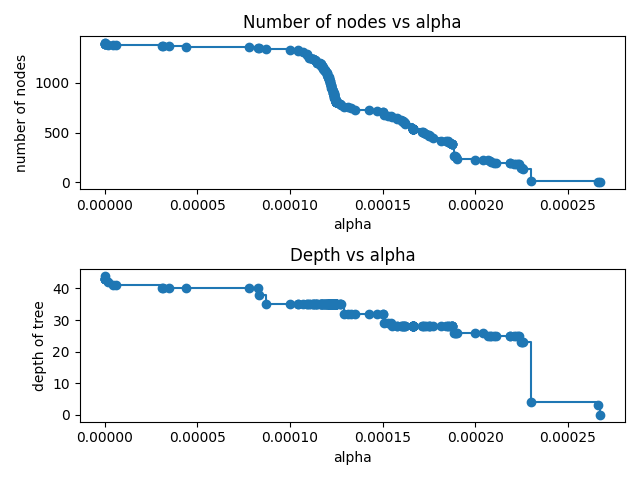 Number of nodes vs alpha
number of nodes
1000
500
0
0.00000 0.00005 0.00010 0.00015 0.00020 0.00025
alpha
Depth vs alpha
depth of tree
40
30
20
10
0
0.00000 0.00005 0.00010 0.00015 0.00020 0.00025
alpha